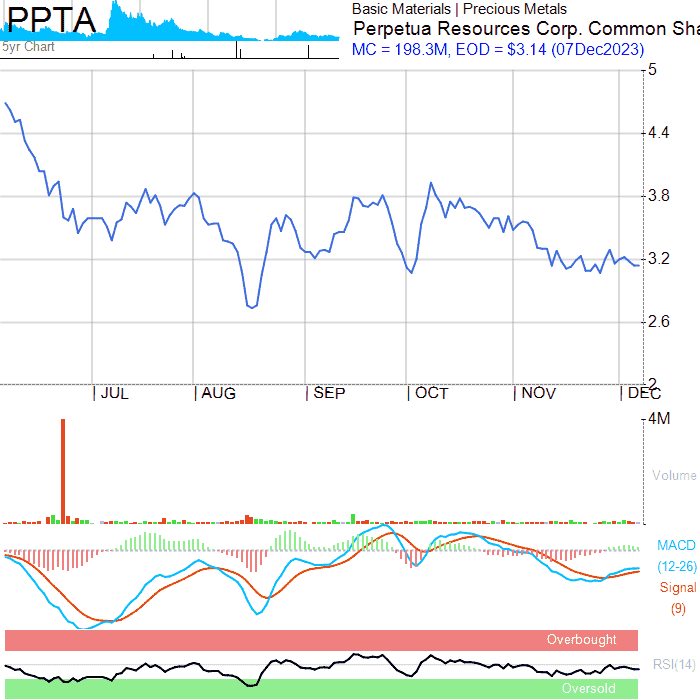 PPTA
5yr Chart
Basic Materials | Precious Metals
Perpetua Resources Corp. Common Sha
MC = 198.3M, EOD = $3.14 (07Dec2023)
5
4.4
3.8
3.2
2.6
2
JUL AUG SEP OCT NOV DEC
4M
Volume
MACD
(12-26)
Signal
(9)
Overbought
RSI(14)
Oversold